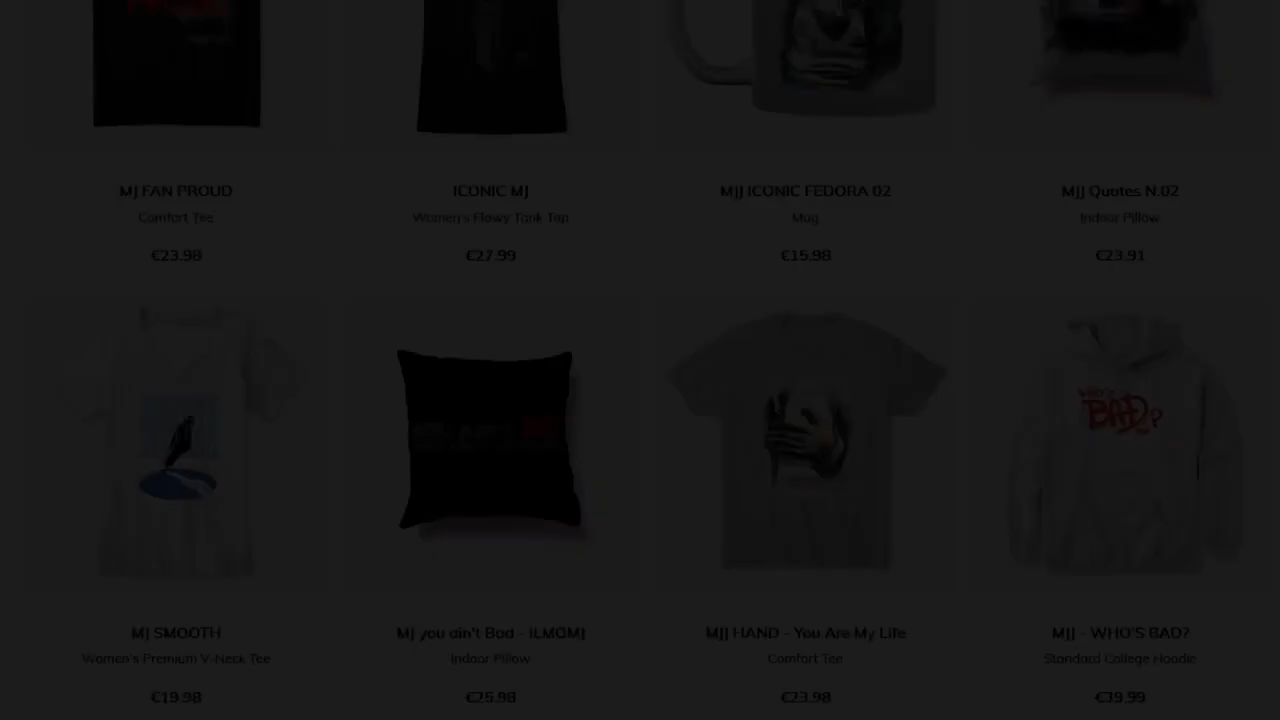 MJ FAN PROUD
Comfort Tee
€23.98
ICONIC MJ
Women's Flowy Tank Top
€27.99
MJJ ICONIC FEDORA 02
Mug
€15.98
MJJ Quotes N.02
Indoor Pillow
€23.91
MJ SMOOTH
Women's Premium V-Neck Tee
€19.98
MJ you ain't Bad - ILMOMJ
Indoor Pillow
€25.98
MJJ HAND - You Are My Life
Comfort Tee
€23.98
WHO'S
BAD?
MJJ - WHO'S BAD?
Standard College Hoodie
€39.99